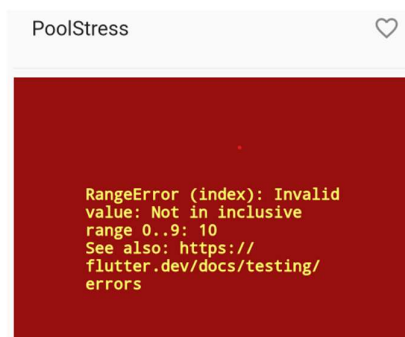 PoolStress
RangeError (index): Invalid
value: Not in inclusive
range 0..9: 10
See also: https://
flutter.dev/docs/testing/
errors